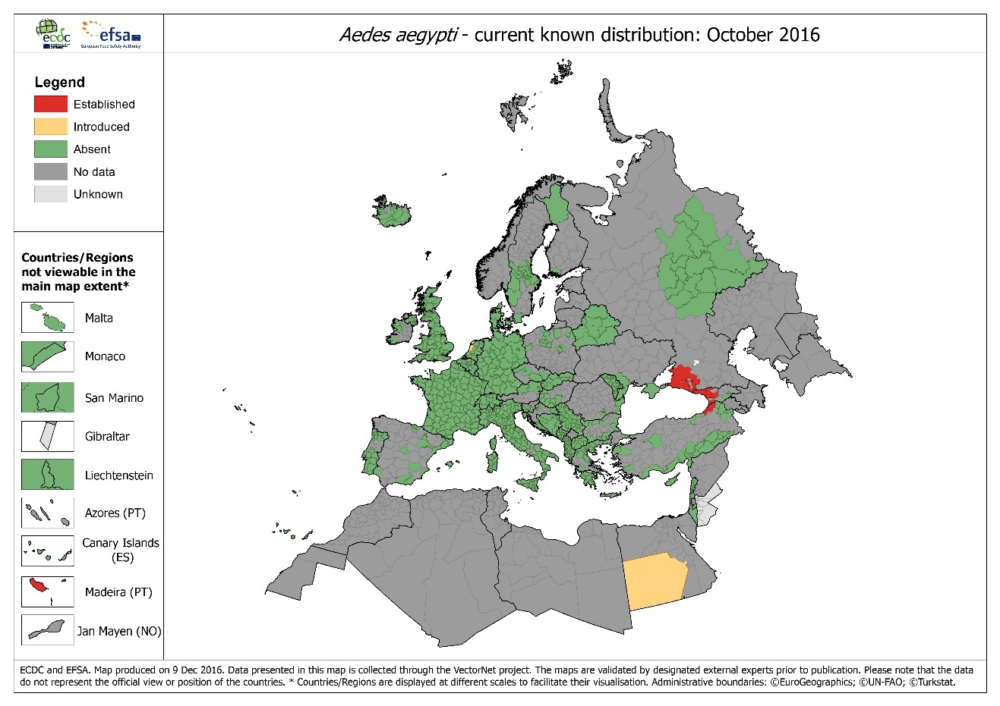 ecdc
efsa
European Food Safety Authority
Aedes aegypti - current known distribution: October 2016
Legend
Established
Introduced
Absent
No data
Unknown
Countries/Regions
not viewable in the
main map extent*
Malta
Monaco
San Marino
Gibraltar
Liechtenstein
Azores (PT)
Canary Islands
(ES)
Madeira (PT)
Jan Mayen (NO)
ECDC and EFSA. Map produced on 9 Dec 2016. Data presented in this map is collected through the VectorNet project. The maps are validated by designated external experts prior to publication. Please note that the data
do not represent the official view or position of the countries. * Countries/Regions are displayed at different scales to facilitate their visualisation. Administrative boundaries: ©EuroGeographics; ©UN-FAO; ©Turkstat.